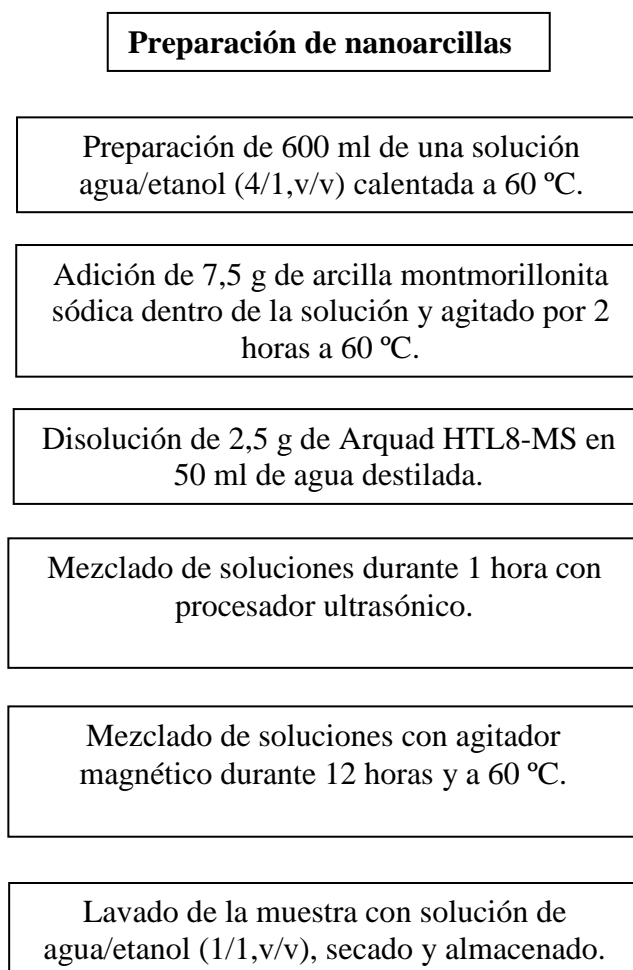 Preparación de nanoarcillas
Preparación de 600 ml de una solución
agua/etanol (4/1,v/v) calentada a 60 ºC.
Adición de 7,5 g de arcilla montmorillonita
sódica dentro de la solución y agitado por 2
horas a 60 ºC.
Disolución de 2,5 g de Arquad HTL8-MS en
50 ml de agua destilada.
Mezclado de soluciones durante 1 hora con
procesador ultrasónico.
Mezclado de soluciones con agitador
magnético durante 12 horas y a 60 ºC.
Lavado de la muestra con solución de
agua/etanol (1/1,v/v), secado y almacenado.